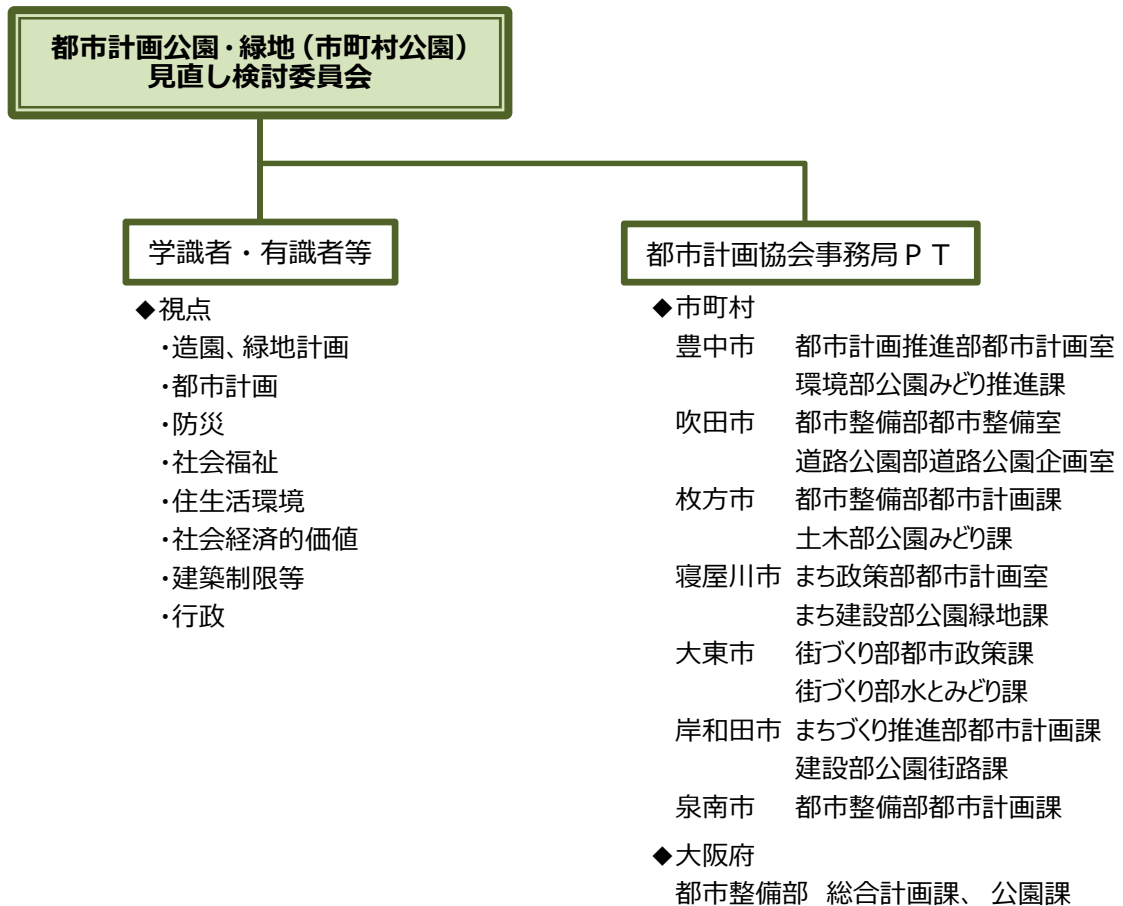 都市計画公園・緑地（市町村公園）
見直し検討委員会
学識者・有識者等
◆視点
・造園、緑地計画
・都市計画
・防災
・社会福祉
・住生活環境
・社会経済的価値
・建築制限等
・行政
都市計画協会事務局ＰＴ
◆市町村
豊中市 都市計画推進部都市計画室
環境部公園みどり推進課
吹田市 都市整備部都市整備室
道路公園部道路公園企画室
枚方市 都市整備部都市計画課
土木部公園みどり課
寝屋川市 まち政策部都市計画室
まち建設部公園緑地課
大東市 街づくり部都市政策課
街づくり部水とみどり課
岸和田市 まちづくり推進部都市計画課
建設部公園街路課
泉南市 都市整備部都市計画課
◆大阪府
都市整備部 総合計画課、公園課